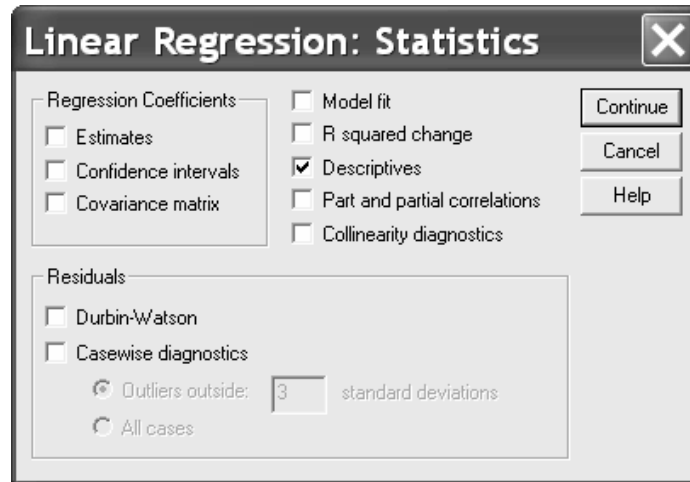 Linear Regression: Statistics
Regression Coefficients
Estimates
Confidence intervals
Covariance matrix
Model fit
R squared change
Descriptives
Part and partial correlations
Collinearity diagnostics
Continue
Cancel
Help
Residuals
Durbin-Watson
Casewise diagnostics
Outliers outside: 3 standard deviations
All cases